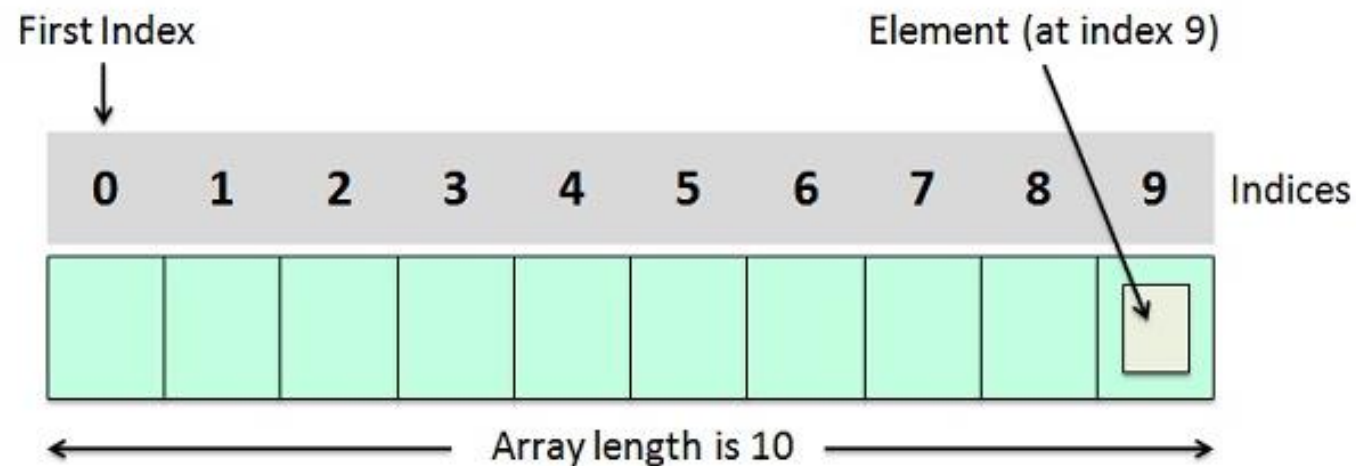 First Index
Element (at index 9)
0 1 2 3 4 5 6 7 8 9 Indices
Array length is 10